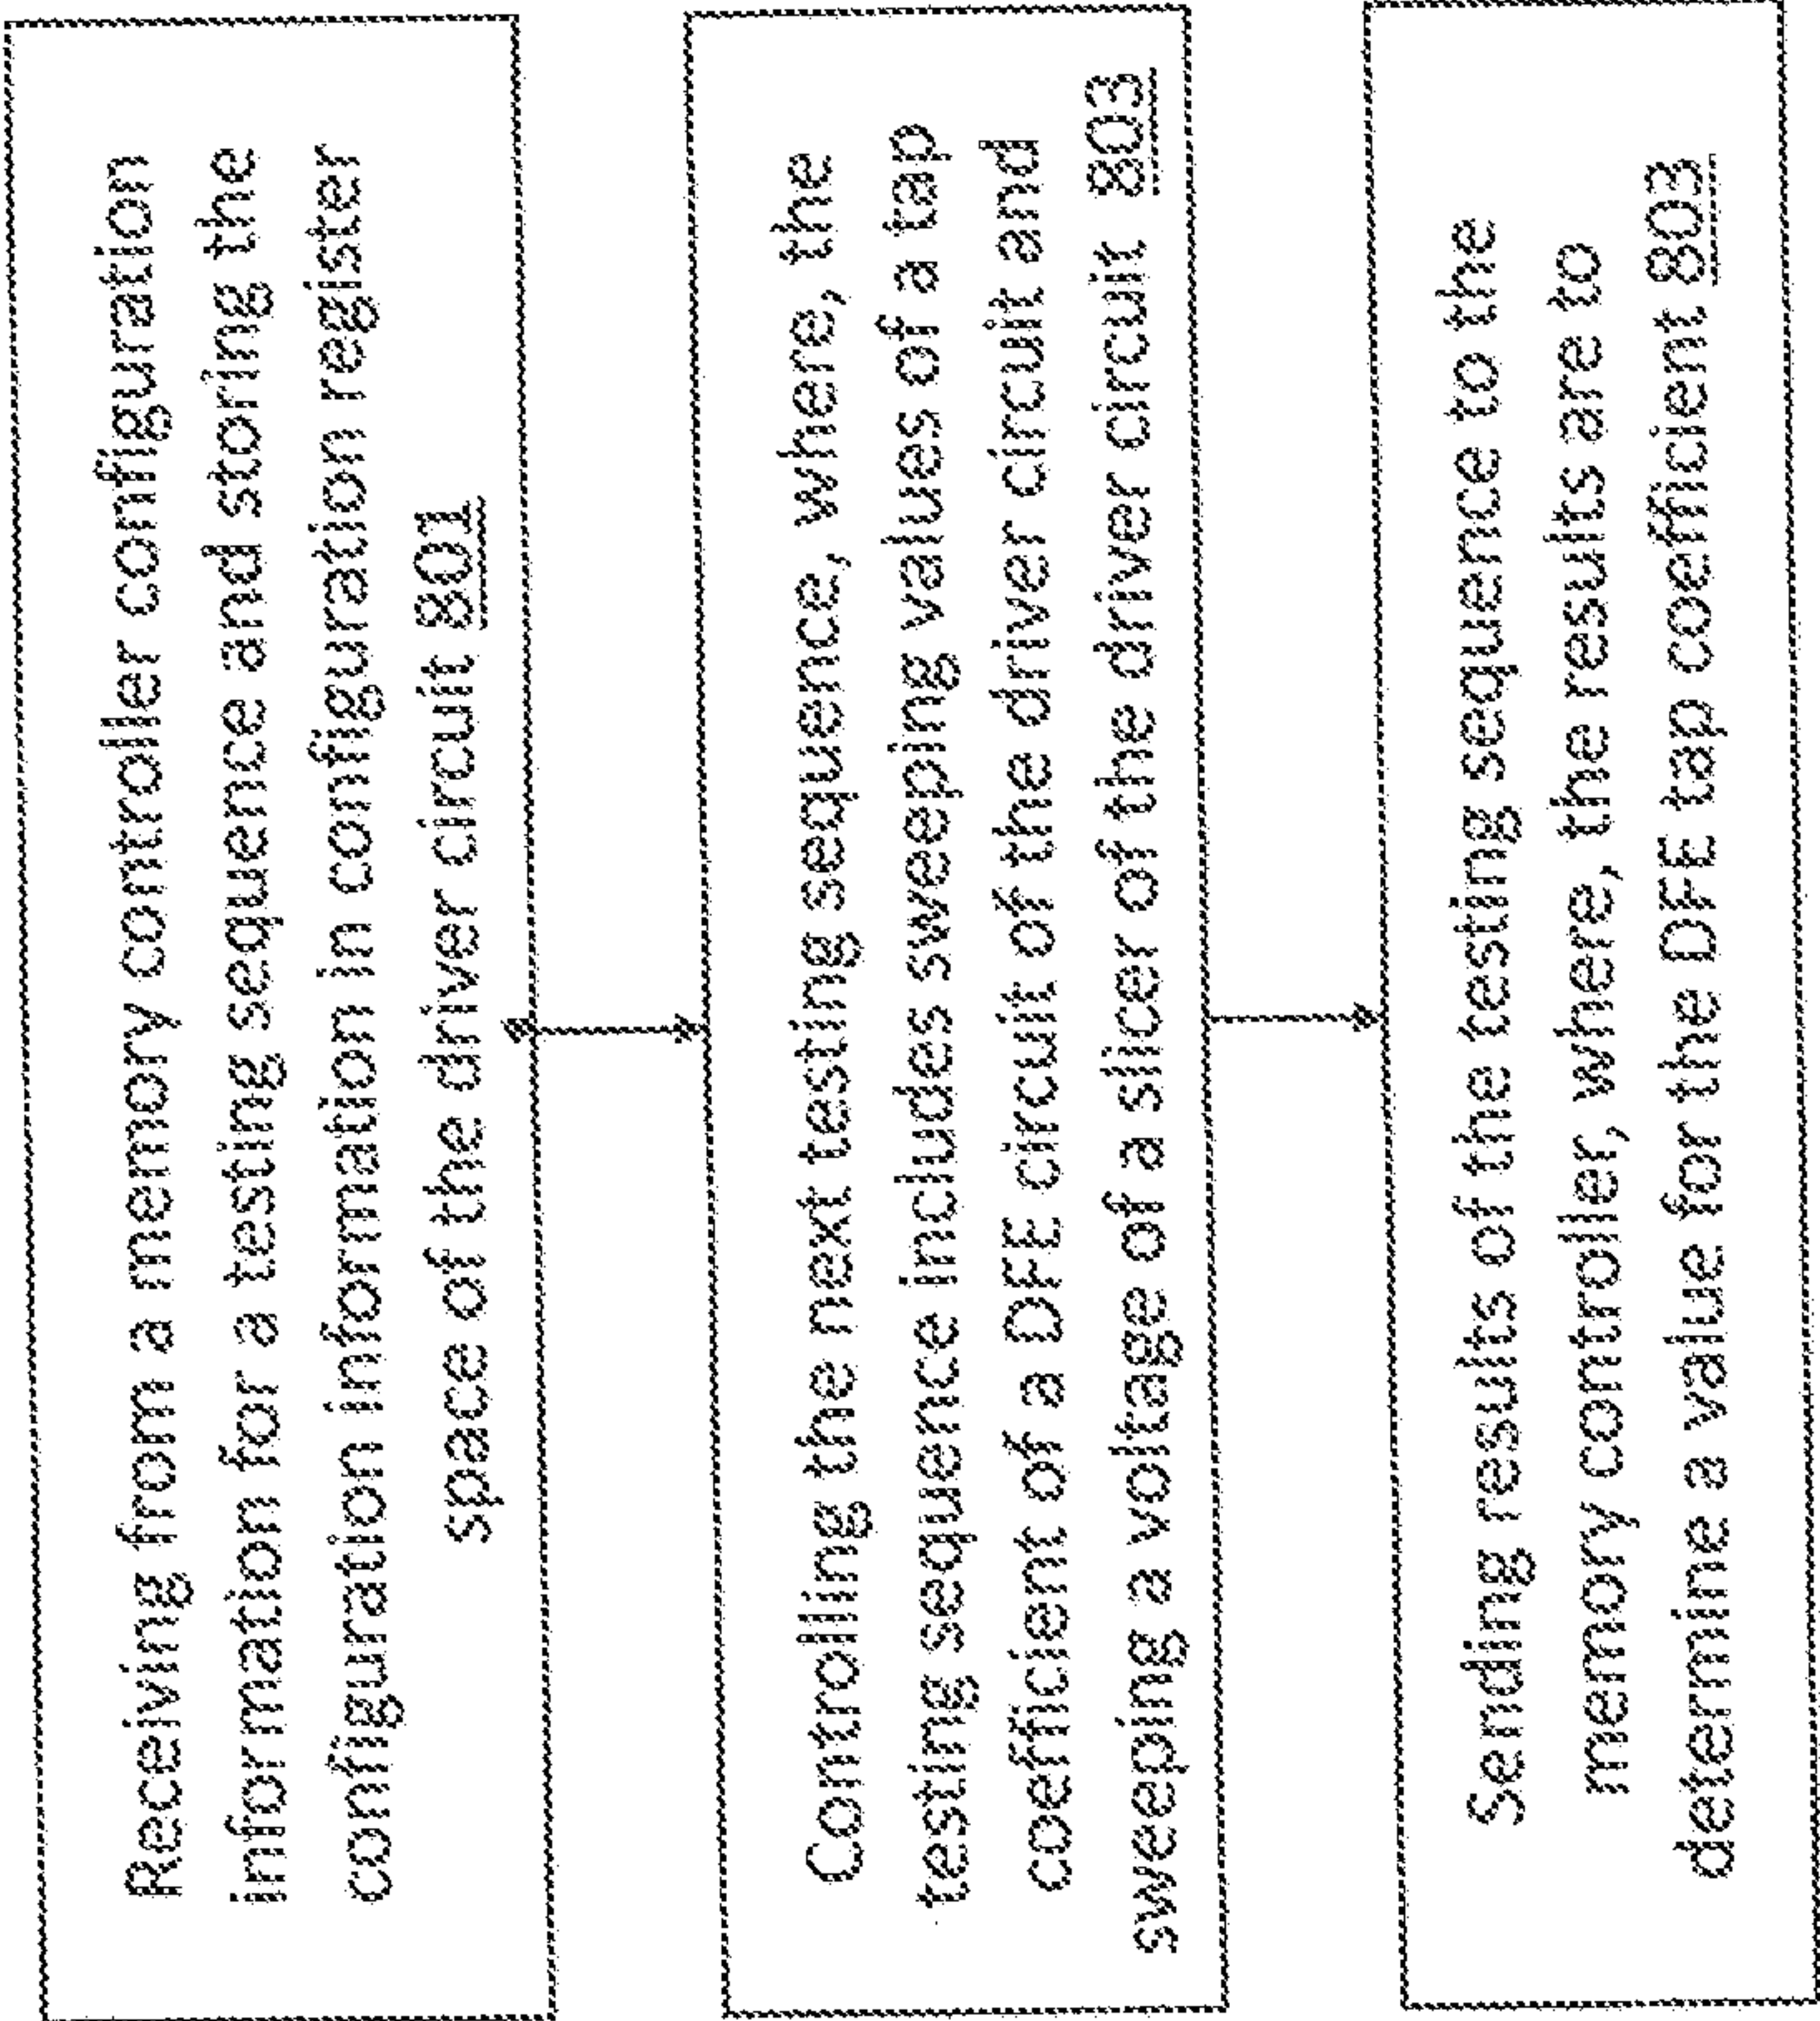 Receiving from a memory controller configuration
information for a testing sequence and storing the
configuration information in configuration register
space of the driver circuit 801
Controlling the next testing sequence, where, the
testing sequence includes sweeping values of a tap
coefficient of a DFE circuit of the driver circuit and
sweeping a voltage of a slicer of the driver circuit 803
Sending results of the testing sequence to the
memory controller, where, the results are to
determine a value for the DFE tap coefficient 803